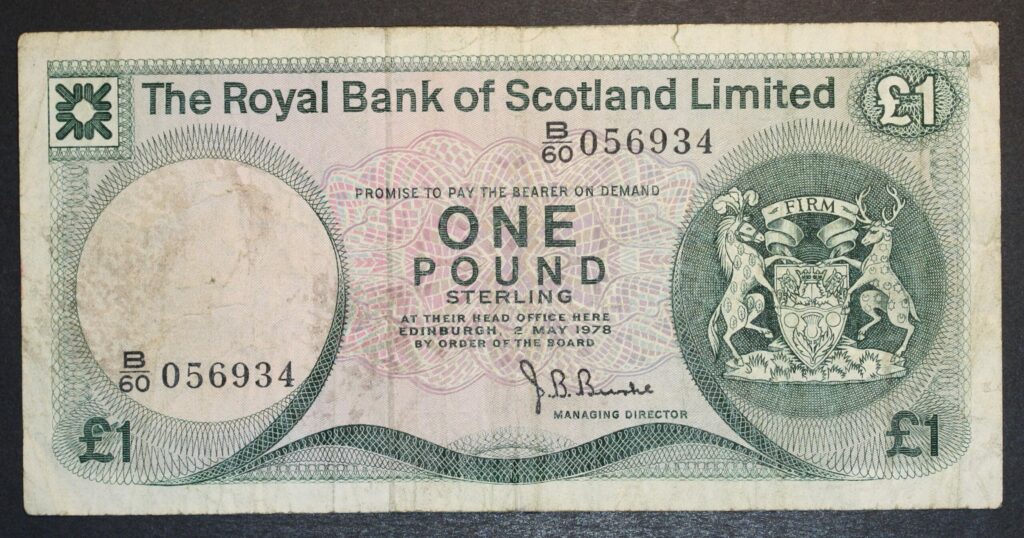 The Royal Bank of Scotland Limited
£1
B/60 056934
PROMISE TO PAY THE BEARER ON DEMAND
ONE
POUND
STERLING
AT THEIR HEAD OFFICE HERE
EDINBURGH, 2 MAY 1978
BY ORDER OF THE BOARD
FIRM
B/60 056934
J. B. Burke
MANAGING DIRECTOR
£1
£1